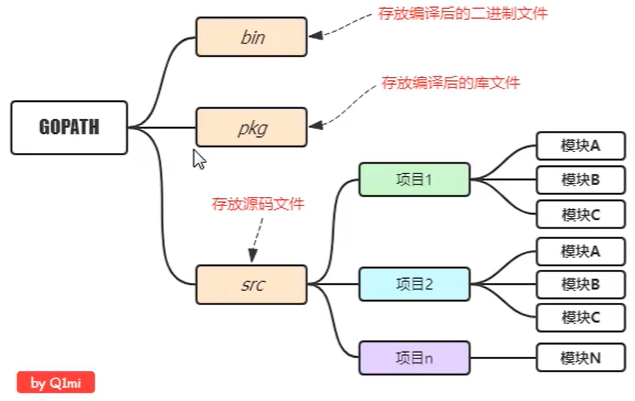 存放编译后的二进制文件
bin
存放编译后的库文件
GOPATH
pkg
模块A
项目1
模块B
模块C
存放源码文件
模块A
src
项目2
模块B
模块C
项目n
模块N
by Q1mi